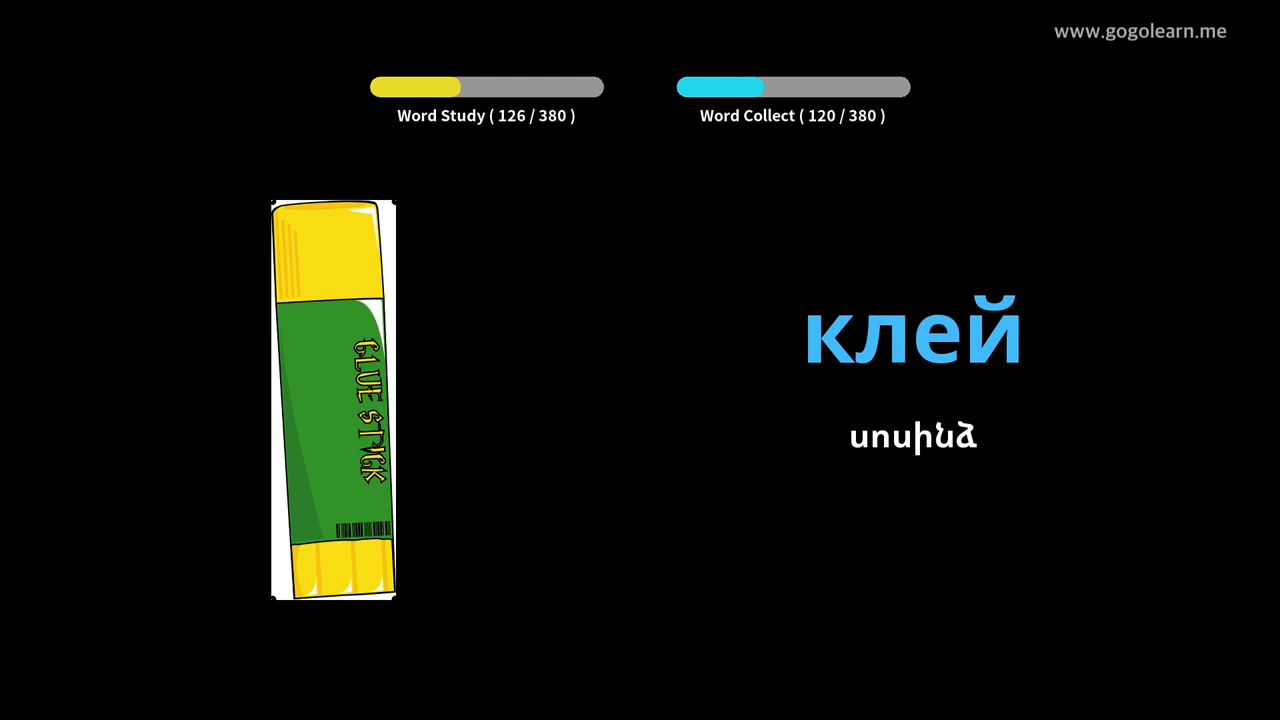 www.gogolearn.me
Word Study ( 126 / 380 )
Word Collect ( 120 / 380 )
GLUE STICK
клей
սոսինձ